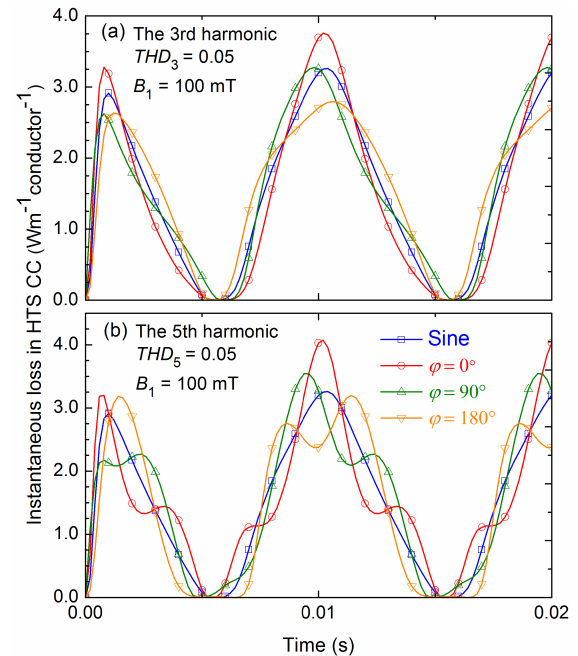 (a) The 3rd harmonic
THD₃ = 0.05
B₁ = 100 mT
4.0
3.0
2.0
1.0
0.0
Instantaneous loss in HTS CC (Wm⁻¹conductor⁻¹)
(b) The 5th harmonic
THD₅ = 0.05
B₁ = 100 mT
Sine
φ = 0°
φ = 90°
φ = 180°
4.0
3.0
2.0
1.0
0.0
0.00 0.01 0.02
Time (s)